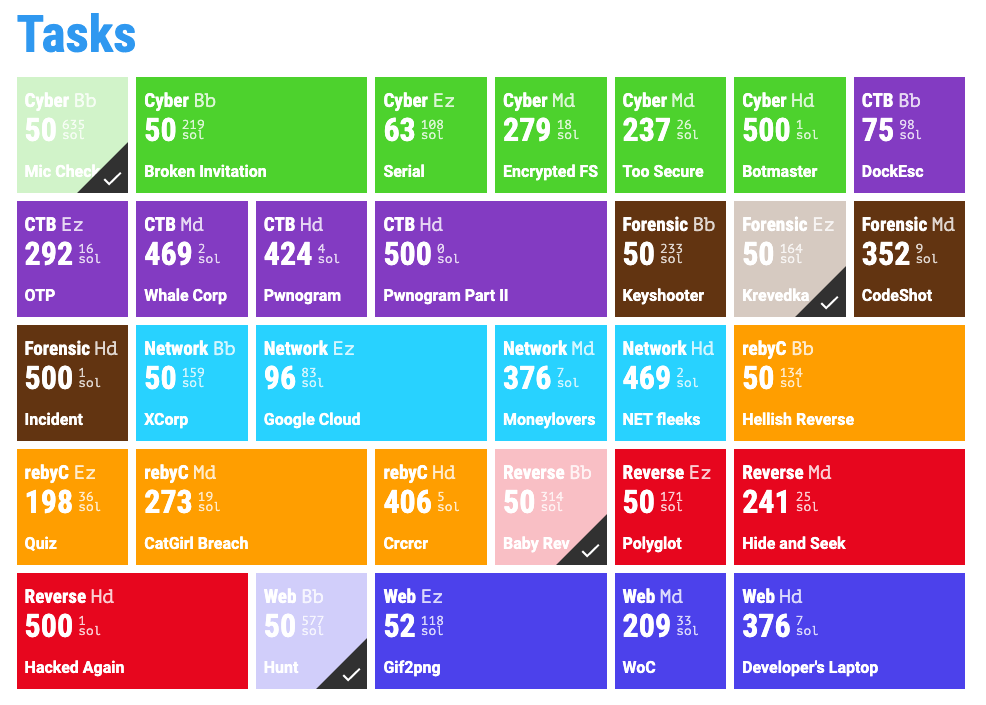 Tasks
Cyber Bb
50 635 sol
Mic Check
Cyber Bb
50 219 sol
Broken Invitation
Cyber Ez
63 108 sol
Serial
Cyber Md
279 18 sol
Encrypted FS
Cyber Md
237 26 sol
Too Secure
Cyber Hd
500 1 sol
Botmaster
CTB Bb
75 98 sol
DockEsc
CTB Ez
292 16 sol
OTP
CTB Md
469 2 sol
Whale Corp
CTB Hd
424 4 sol
Pwnogram
CTB Hd
500 0 sol
Pwnogram Part II
Forensic Bb
50 233 sol
Keyshooter
Forensic Ez
50 164 sol
Krevedka
Forensic Md
352 9 sol
CodeShot
Forensic Hd
500 1 sol
Incident
Network Bb
50 159 sol
XCorp
Network Ez
96 83 sol
Google Cloud
Network Md
376 7 sol
Moneylovers
Network Hd
469 2 sol
NET fleeks
rebyC Bb
50 134 sol
Hellish Reverse
rebyC Ez
198 36 sol
Quiz
rebyC Md
273 19 sol
CatGirl Breach
rebyC Hd
406 5 sol
Crcrcr
Reverse Bb
50 314 sol
Baby Rev
Reverse Ez
50 171 sol
Polyglot
Reverse Md
241 25 sol
Hide and Seek
Reverse Hd
500 1 sol
Hacked Again
Web Bb
50 577 sol
Hunt
Web Ez
52 118 sol
Gif2png
Web Md
209 33 sol
WoC
Web Hd
376 7 sol
Developer's Laptop